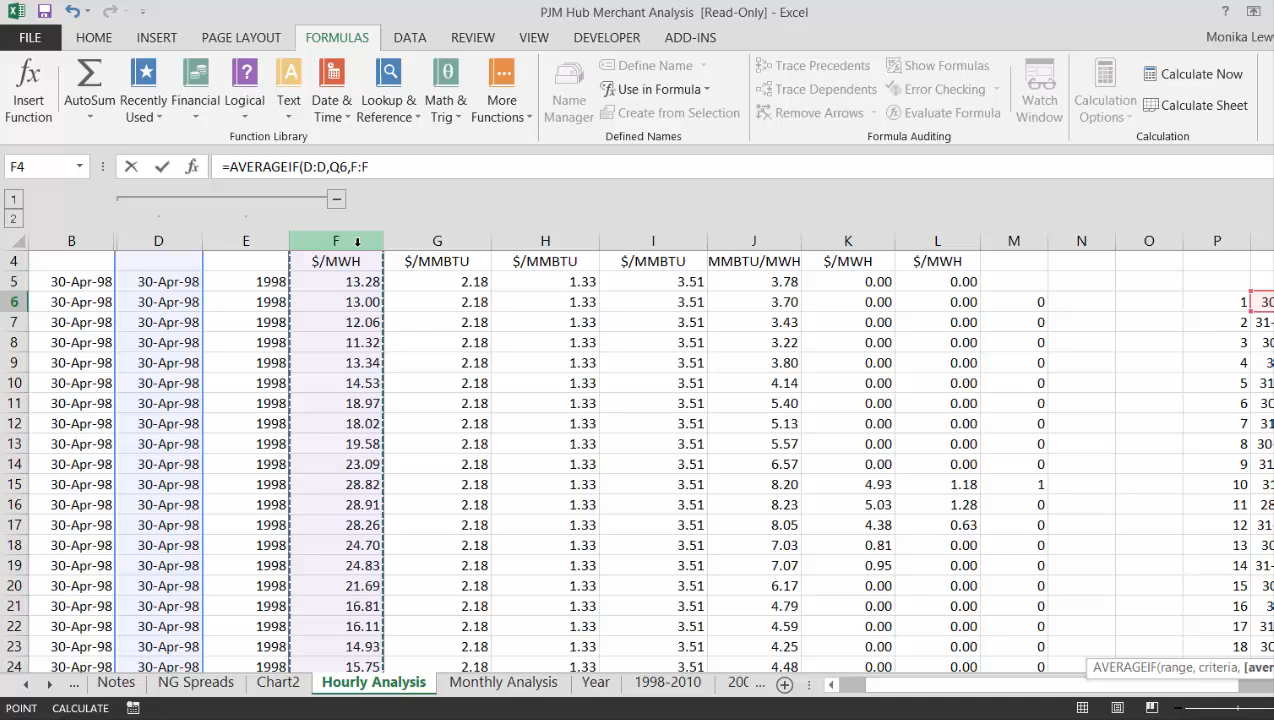 PJM Hub Merchant Analysis [Read-Only] - Excel
FILE HOME INSERT PAGE LAYOUT FORMULAS DATA REVIEW VIEW DEVELOPER ADD-INS Monika Lew
Insert Function AutoSum Recently Used Financial Logical Text Date & Time Lookup & Reference Math & Trig More Functions Name Manager Define Name Use in Formula Create from Selection Trace Precedents Trace Dependents Remove Arrows Show Formulas Error Checking Evaluate Formula Watch Window Calculation Options Calculate Now Calculate Sheet
Function Library Defined Names Formula Auditing Calculation
F4 fx =AVERAGEIF(D:D,Q6,F:F
1
2
B D E F G H I J K L M N O P
4 $/MWH $/MMBTU $/MMBTU $/MMBTU MMBTU/MWH $/MWH $/MWH
5 30-Apr-98 30-Apr-98 1998 13.28 2.18 1.33 3.51 3.78 0.00 0.00
6 30-Apr-98 30-Apr-98 1998 13.00 2.18 1.33 3.51 3.70 0.00 0.00 0 1 30
7 30-Apr-98 30-Apr-98 1998 12.06 2.18 1.33 3.51 3.43 0.00 0.00 0 2 31-
8 30-Apr-98 30-Apr-98 1998 11.32 2.18 1.33 3.51 3.22 0.00 0.00 0 3 30
9 30-Apr-98 30-Apr-98 1998 13.34 2.18 1.33 3.51 3.80 0.00 0.00 0 4 3
10 30-Apr-98 30-Apr-98 1998 14.53 2.18 1.33 3.51 4.14 0.00 0.00 0 5 31
11 30-Apr-98 30-Apr-98 1998 18.97 2.18 1.33 3.51 5.40 0.00 0.00 0 6 30
12 30-Apr-98 30-Apr-98 1998 18.02 2.18 1.33 3.51 5.13 0.00 0.00 0 7 31
13 30-Apr-98 30-Apr-98 1998 19.58 2.18 1.33 3.51 5.57 0.00 0.00 0 8 30-
14 30-Apr-98 30-Apr-98 1998 23.09 2.18 1.33 3.51 6.57 0.00 0.00 0 9 31
15 30-Apr-98 30-Apr-98 1998 28.82 2.18 1.33 3.51 8.20 4.93 1.18 1 10 31
16 30-Apr-98 30-Apr-98 1998 28.91 2.18 1.33 3.51 8.23 5.03 1.28 0 11 28
17 30-Apr-98 30-Apr-98 1998 28.26 2.18 1.33 3.51 8.05 4.38 0.63 0 12 31-
18 30-Apr-98 30-Apr-98 1998 24.70 2.18 1.33 3.51 7.03 0.81 0.00 0 13 30
19 30-Apr-98 30-Apr-98 1998 24.83 2.18 1.33 3.51 7.07 0.95 0.00 0 14 31-
20 30-Apr-98 30-Apr-98 1998 21.69 2.18 1.33 3.51 6.17 0.00 0.00 0 15 30
21 30-Apr-98 30-Apr-98 1998 16.81 2.18 1.33 3.51 4.79 0.00 0.00 0 16 3
22 30-Apr-98 30-Apr-98 1998 16.11 2.18 1.33 3.51 4.59 0.00 0.00 0 17 31
23 30-Apr-98 30-Apr-98 1998 14.93 2.18 1.33 3.51 4.25 0.00 0.00 0 18 30
24 30-Apr-98 30-Apr-98 1998 15.75 2.18 1.33 3.51 4.48 0.00 0.00
AVERAGEIF(range, criteria, [aver
... Notes NG Spreads Chart2 Hourly Analysis Monthly Analysis Year 1998-2010 200 ...
POINT CALCULATE